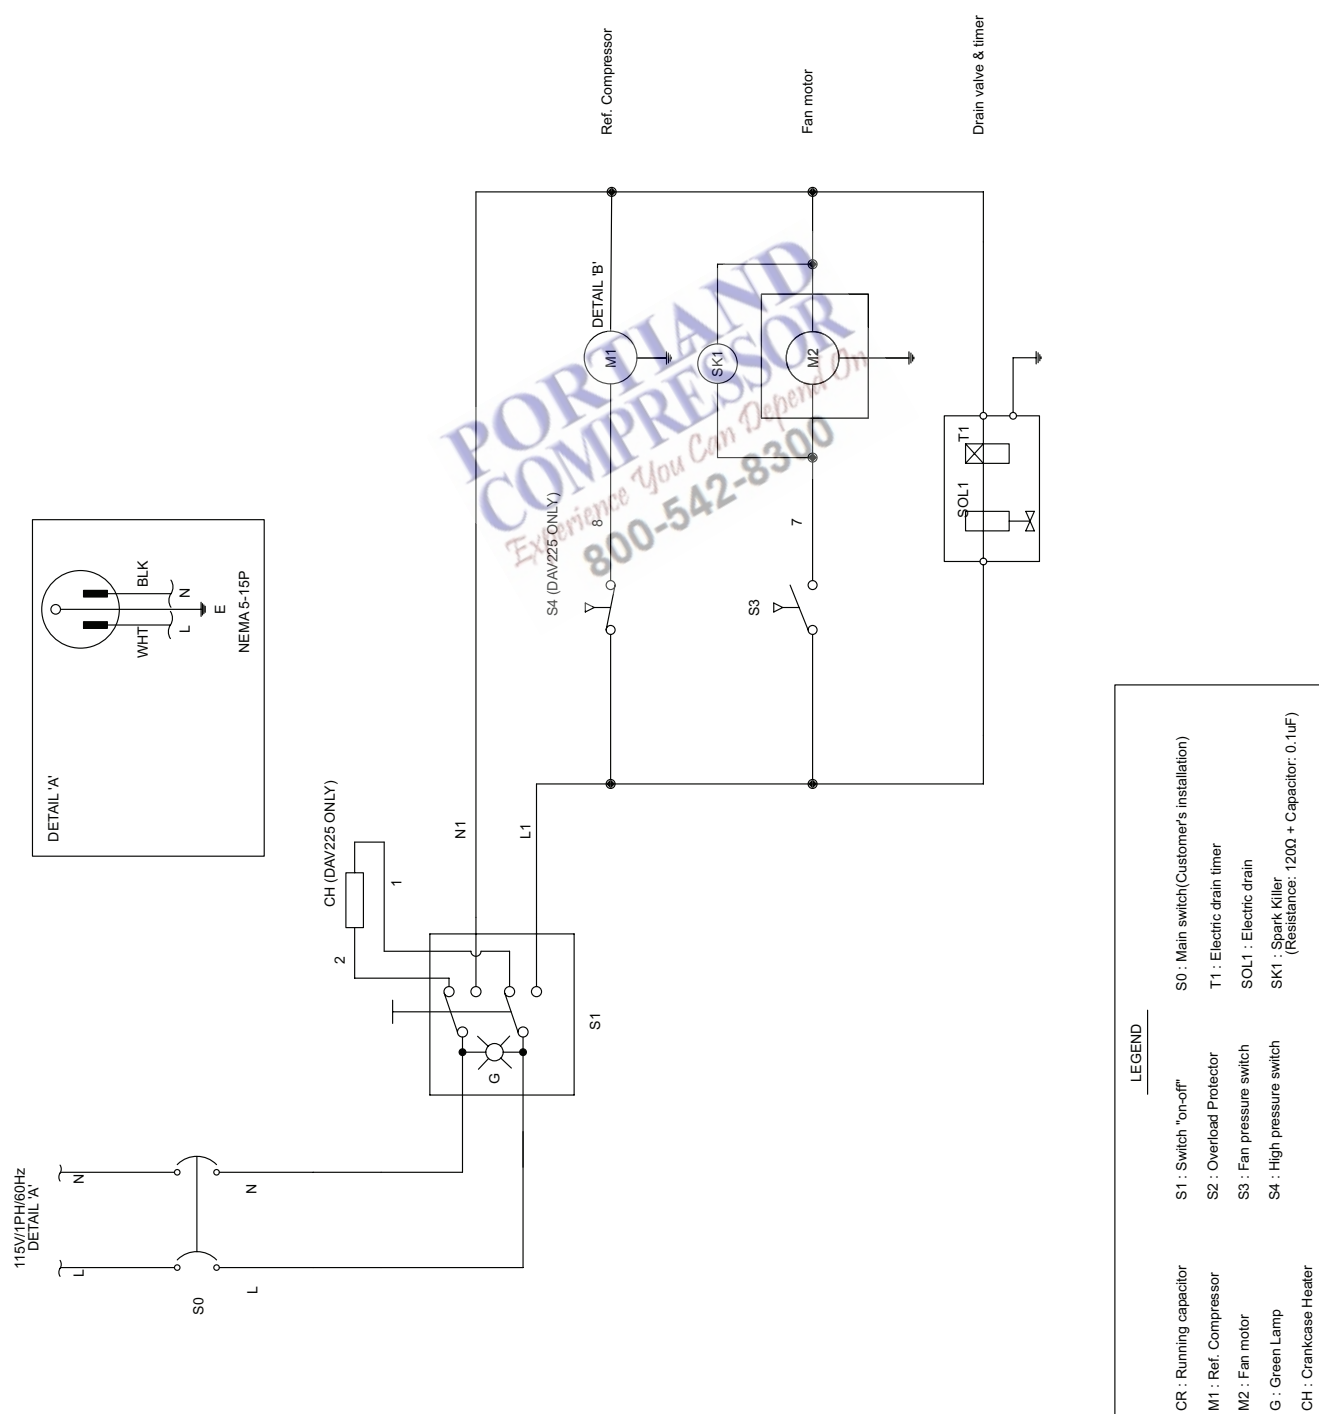 115V/1PH/60Hz
DETAIL 'A'
L
N
S0
L
N
DETAIL 'A'
WHT
BLK
L
N
E
NEMA 5-15P
CH (DAV225 ONLY)
2
1
G
S1
N1
L1
S4 (DAV225 ONLY)
8
M1
DETAIL 'B'
Ref. Compressor
SK1
S3
7
M2
Fan motor
SOL1
T1
Drain valve & timer
PORTLAND
COMPRESSOR
Experience You Can Depend On
800-542-8300
LEGEND
CR : Running capacitor
M1 : Ref. Compressor
M2 : Fan motor
G : Green Lamp
CH : Crankcase Heater
S1 : Switch "on-off"
S2 : Overload Protector
S3 : Fan pressure switch
S4 : High pressure switch
S0 : Main switch(Customer's installation)
T1 : Electric drain timer
SOL1 : Electric drain
SK1 : Spark Killer
(Resistance: 120Ω + Capacitor: 0.1uF)